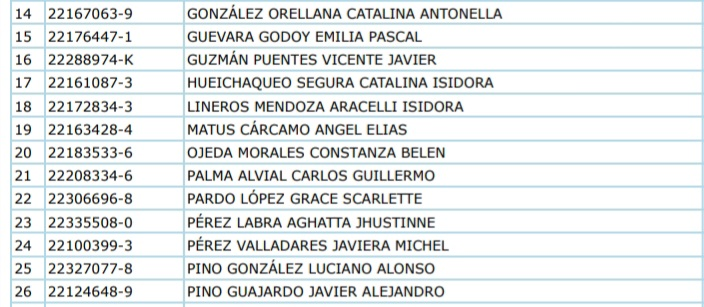 14 22167063-9 GONZÁLEZ ORELLANA CATALINA ANTONELLA
15 22176447-1 GUEVARA GODOY EMILIA PASCAL
16 22288974-K GUZMÁN PUENTES VICENTE JAVIER
17 22161087-3 HUEICHAQUEO SEGURA CATALINA ISIDORA
18 22172834-3 LINEROS MENDOZA ARACELLI ISIDORA
19 22163428-4 MATUS CÁRCAMO ANGEL ELIAS
20 22183533-6 OJEDA MORALES CONSTANZA BELEN
21 22208334-6 PALMA ALVIAL CARLOS GUILLERMO
22 22306696-8 PARDO LÓPEZ GRACE SCARLETTE
23 22335508-0 PÉREZ LABRA AGHATTA JHUSTINNE
24 22100399-3 PÉREZ VALLADARES JAVIERA MICHEL
25 22327077-8 PINO GONZÁLEZ LUCIANO ALONSO
26 22124648-9 PINO GUAJARDO JAVIER ALEJANDRO